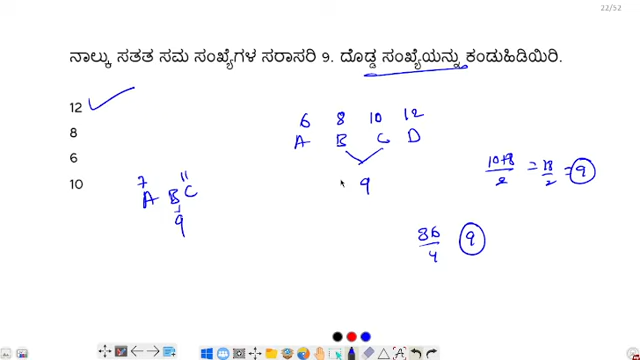 22/52
ನಾಲ್ಕು ಸತತ ಸಮ ಸಂಖ್ಯೆಗಳ ಸರಾಸರಿ 9. ದೊಡ್ಡ ಸಂಖ್ಯೆಯನ್ನು ಕಂಡುಹಿಡಿಯಿರಿ.
12
8
6
10
6 8 10 12
A B C D
9
10+8/2 = 18/2 = 9
7 11
A B C
9
36/4 9